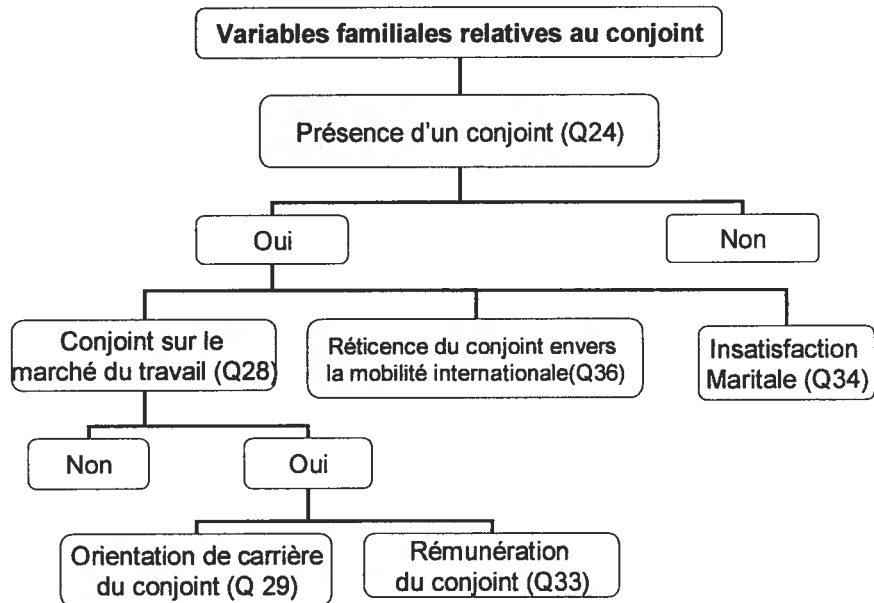 Variables familiales relatives au conjoint
Présence d'un conjoint (Q24)
Oui
Non
Conjoint sur le
marché du travail (Q28)
Réticence du conjoint envers
la mobilité internationale(Q36)
Insatisfaction
Maritale (Q34)
Non
Oui
Orientation de carrière
du conjoint (Q 29)
Rémunération
du conjoint (Q33)